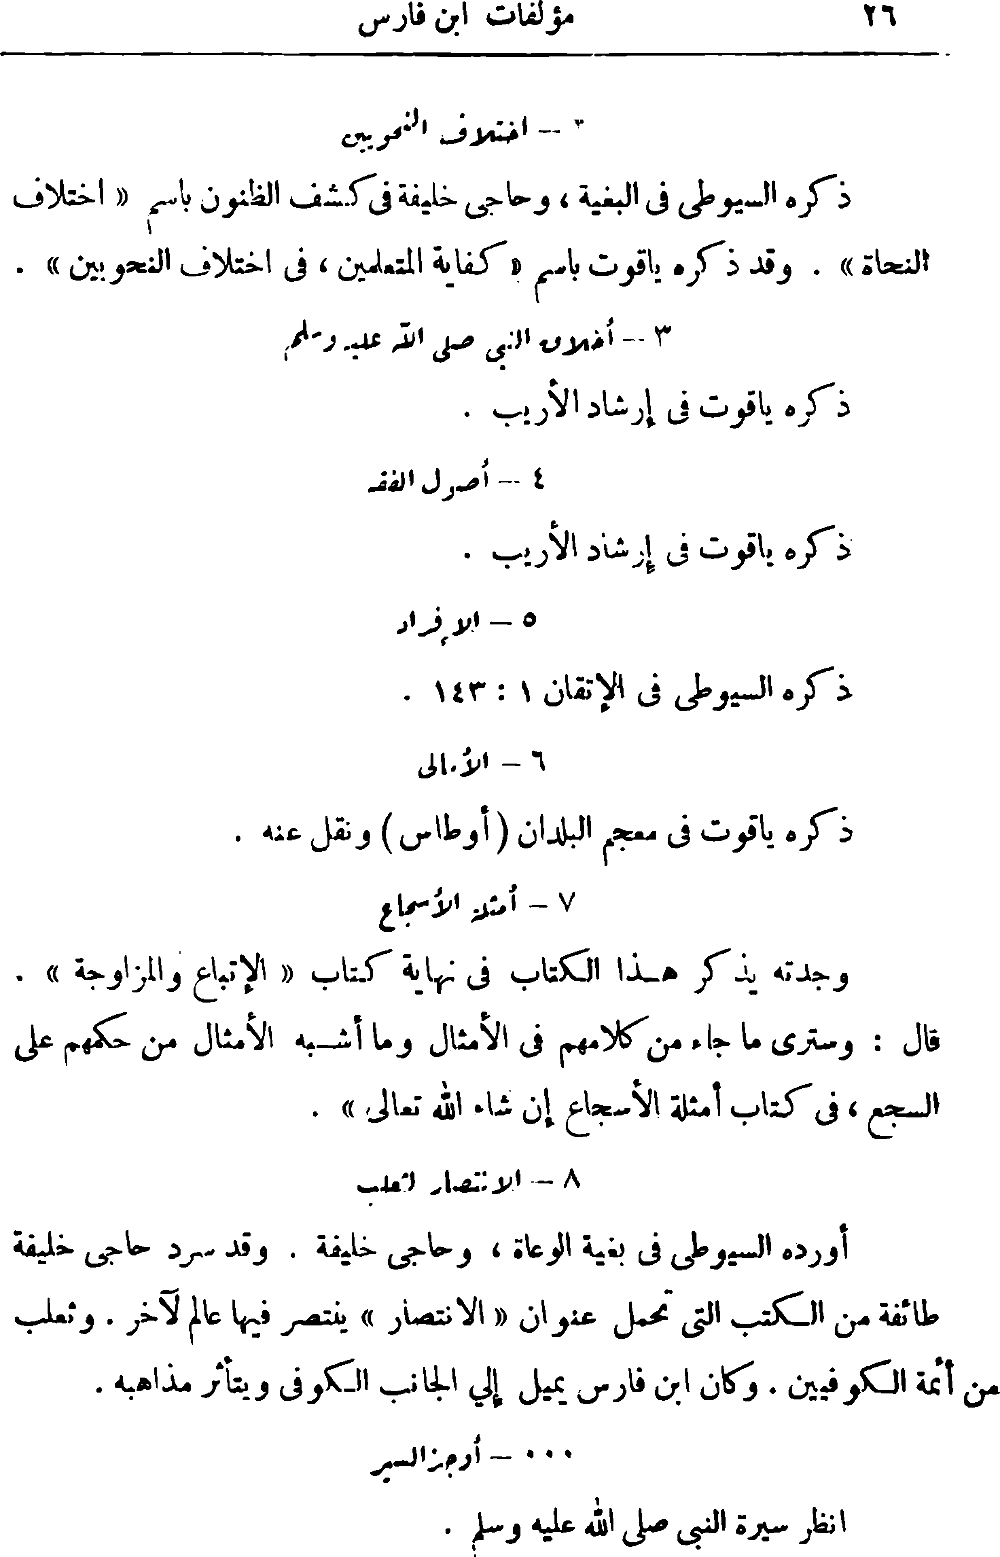 ٢٦ مؤلفات ابن فارس
٢ — اختلاف النحويين
ذكره السيوطى فى البغية ، وحاجى خليفة فى كشف الظنون باسم « اختلاف
النحاة » . وقد ذكره ياقوت باسم « كفاية المتعلمين ، فى اختلاف النحويين » .
٣ — أخلاق النبى صلى الله عليه وسلم
ذكره ياقوت فى إرشاد الأريب .
٤ — أصول الفقه
ذكره ياقوت فى إرشاد الأريب .
٥ — الإفراد
ذكره السيوطى فى الإتقان ١ : ١٤٣ .
٦ — الأمالى
ذكره ياقوت فى معجم البلدان ( أوطاس ) ونقل عنه .
٧ — أمثلة الأسجاع
وجدته يذكر هذا الكتاب فى نهاية كتاب « الإتباع والمزاوجة » .
قال : وسترى ما جاء من كلامهم فى الأمثال وما أشبه الأمثال من حكمهم على
السجع ، فى كتاب أمثلة الأسجاع إن شاء الله تعالى » .
٨ — الانتصار لثعلب
أورده السيوطى فى بغية الوعاة ، وحاجى خليفة . وقد سرد حاجى خليفة
طائفة من الكتب التى تحمل عنوان « الانتصار » ينتصر فيها عالم لآخر . وثعلب
من أئمة الكوفيين . وكان ابن فارس يميل إلي الجانب الكوفى ويتأثر مذاهبه .
٠٠٠ — أوجز السير
انظر سيرة النبى صلى الله عليه وسلم .